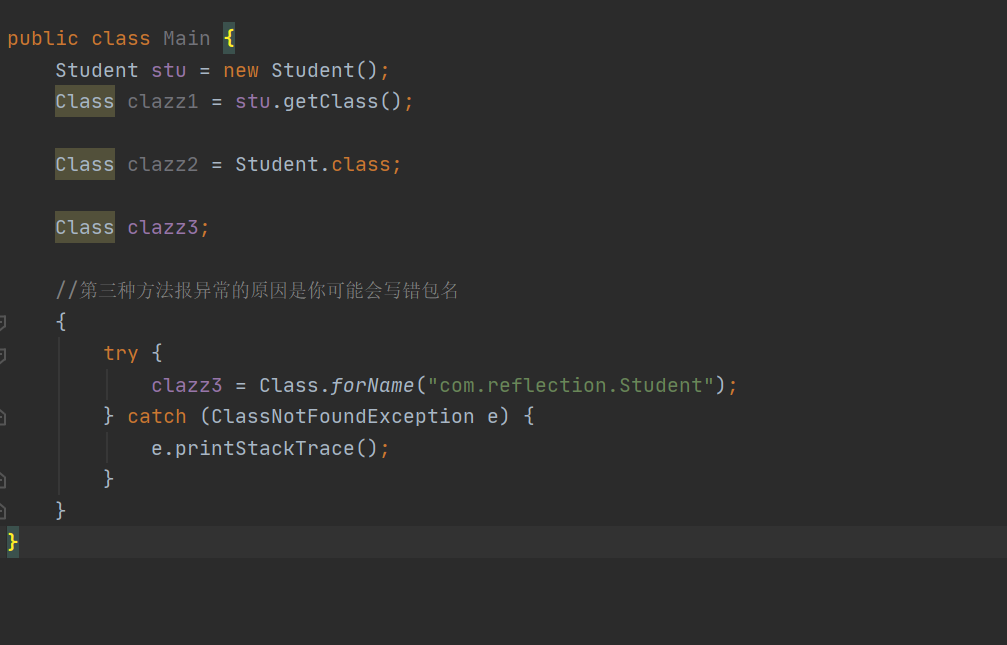 public class Main {
Student stu = new Student();
Class clazz1 = stu.getClass();
Class clazz2 = Student.class;
Class clazz3;
//第三种方法报异常的原因是你可能会写错包名
{
try {
clazz3 = Class.forName("com.reflection.Student");
} catch (ClassNotFoundException e) {
e.printStackTrace();
}
}
}